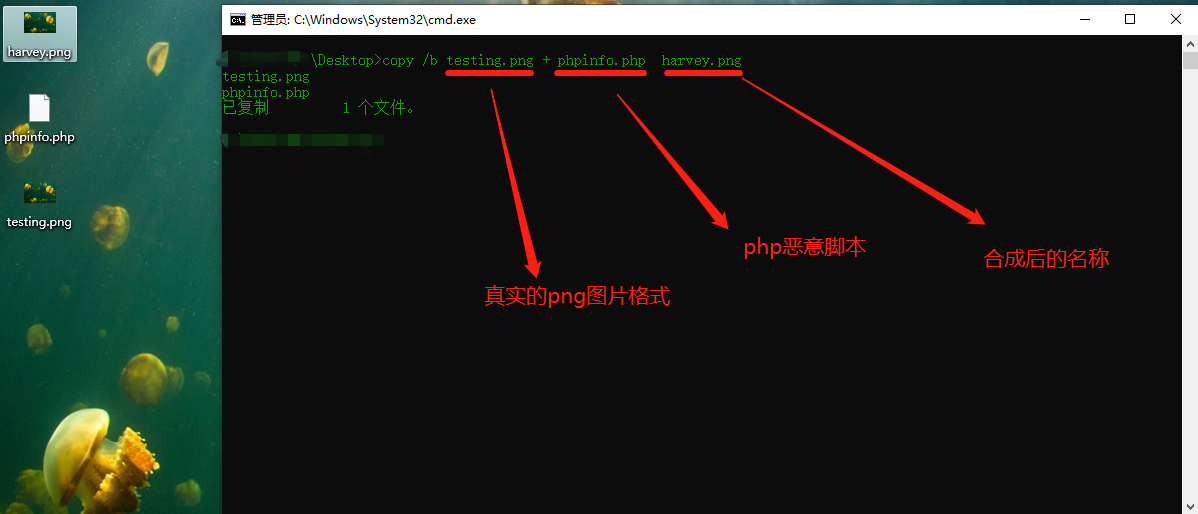 管理员: C:\Windows\System32\cmd.exe
harvey.png
phpinfo.php
testing.png
\Desktop>copy /b testing.png + phpinfo.php harvey.png
testing.png
phpinfo.php
已复制 1 个文件。
php恶意脚本
合成后的名称
真实的png图片格式